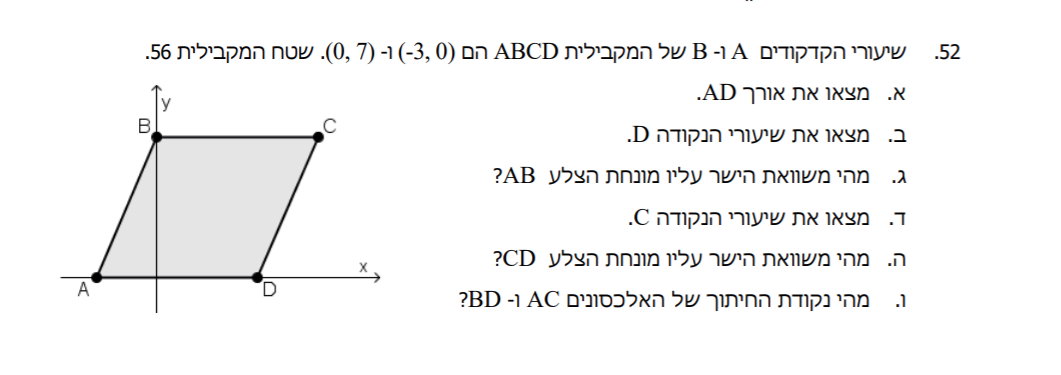 52. שיעורי הקדקודים A ו- B של המקבילית ABCD הם (-3, 0) ו- (0, 7). שטח המקבילית 56.
א. מצאו את אורך AD.
ב. מצאו את שיעורי הנקודה D.
ג. מהי משוואת הישר עליו מונחת הצלע AB?
ד. מצאו את שיעורי הנקודה C.
ה. מהי משוואת הישר עליו מונחת הצלע CD?
ו. מהי נקודת החיתוך של האלכסונים AC ו- BD?
y
B C
x
A D